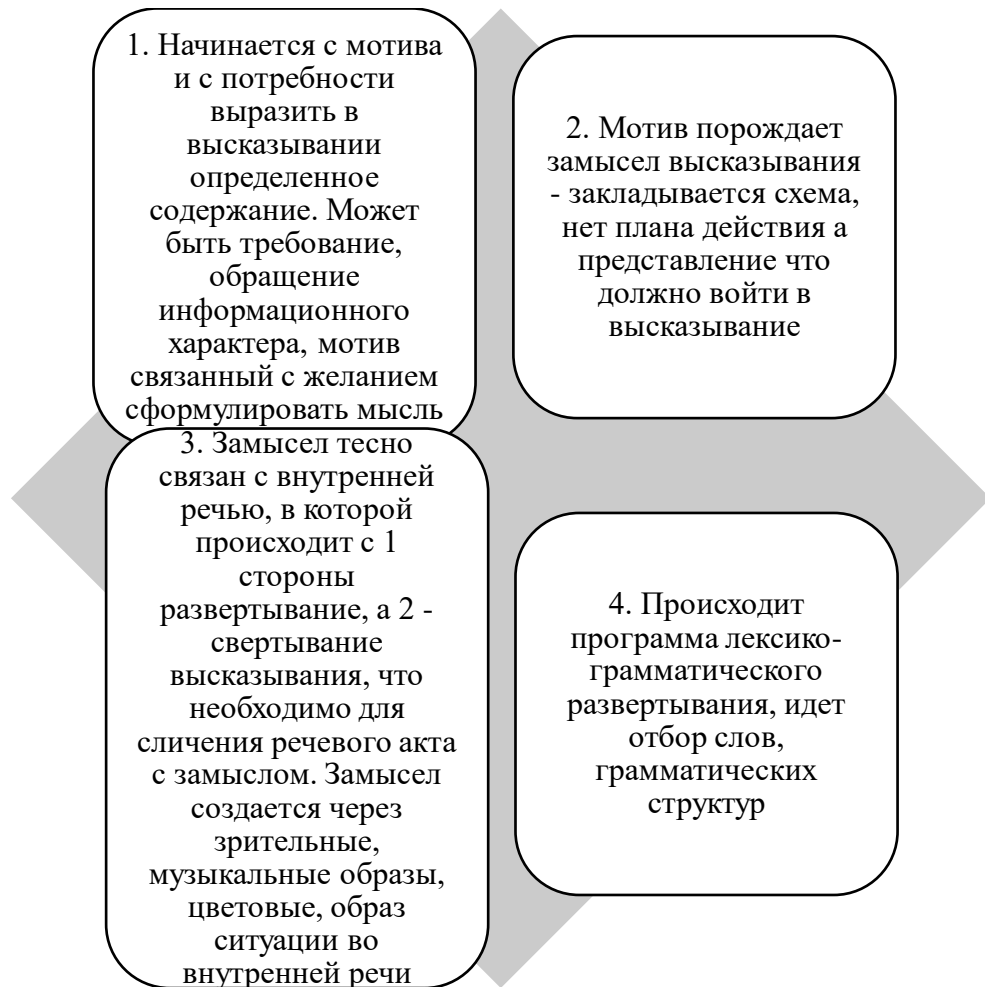 1. Начинается с мотива
и с потребности
выразить в
высказывании
определенное
содержание. Может
быть требование,
обращение
информационного
характера, мотив
связанный с желанием
сформулировать мысль
2. Мотив порождает
замысел высказывания
- закладывается схема,
нет плана действия а
представление что
должно войти в
высказывание
3. Замысел тесно
связан с внутренней
речью, в которой
происходит с 1
стороны
развертывание, а 2 -
свертывание
высказывания, что
необходимо для
сличения речевого акта
с замыслом. Замысел
создается через
зрительные,
музыкальные образы,
цветовые, образ
ситуации во
внутренней речи
4. Происходит
программа лексико-
грамматического
развертывания, идет
отбор слов,
грамматических
структур